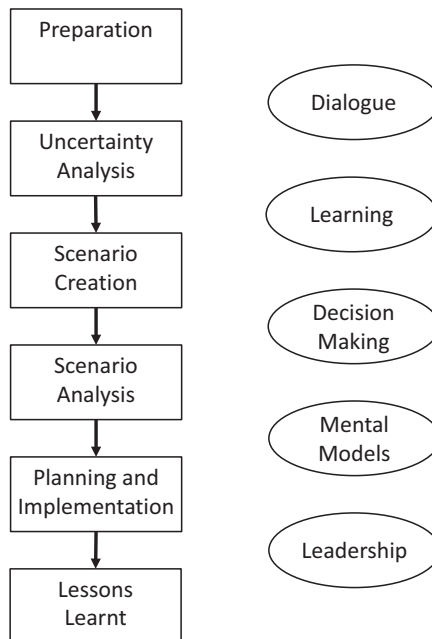 Preparation
Uncertainty
Analysis
Scenario
Creation
Scenario
Analysis
Planning and
Implementation
Lessons
Learnt
Dialogue
Learning
Decision
Making
Mental
Models
Leadership